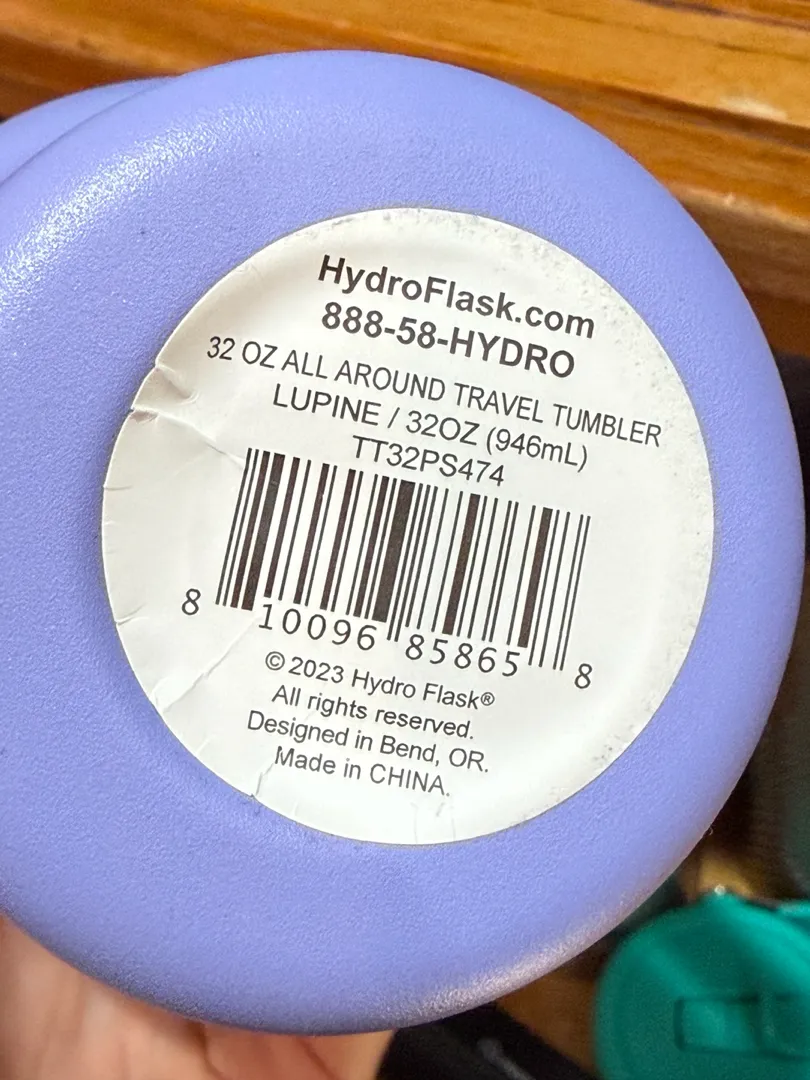 HydroFlask.com
888-58-HYDRO
32 OZ ALL AROUND TRAVEL TUMBLER
LUPINE / 32OZ (946mL)
TT32PS474
8 10096 85865 8
© 2023 Hydro Flask®
All rights reserved.
Designed in Bend, OR.
Made in CHINA.